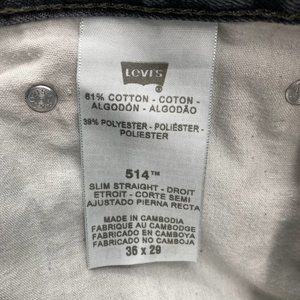 Levi's
®
61% COTTON - COTON -
ALGODÓN - ALGODÃO
39% POLYESTER - POLIÉSTER -
POLIESTER
514™
SLIM STRAIGHT - DROIT
ETROIT - CORTE SEMI
AJUSTADO PIERNA RECTA
MADE IN CAMBODIA
FABRIQUE AU CAMBODGE
FABRICADO EN CAMBOYA
FABRICADO NO CAMBOJA
36 x 29